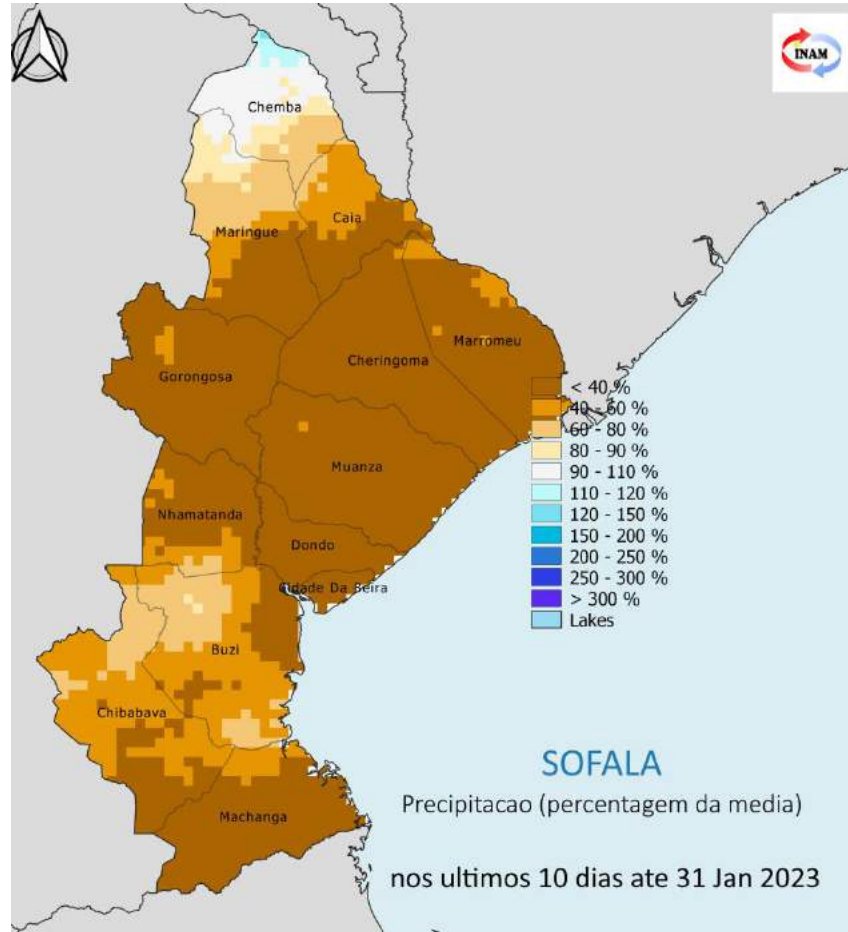 INAM
Chemba
Caia
Maringue
Marromeu
Cheringoma
Gorongosa
< 40 %
40 - 60 %
60 - 80 %
80 - 90 %
90 - 110 %
110 - 120 %
120 - 150 %
150 - 200 %
200 - 250 %
250 - 300 %
> 300 %
Lakes
Muanza
Nhamatanda
Dondo
Cidade Da Beira
Buzi
Chibabava
Machanga
SOFALA
Precipitacao (percentagem da media)
nos ultimos 10 dias ate 31 Jan 2023